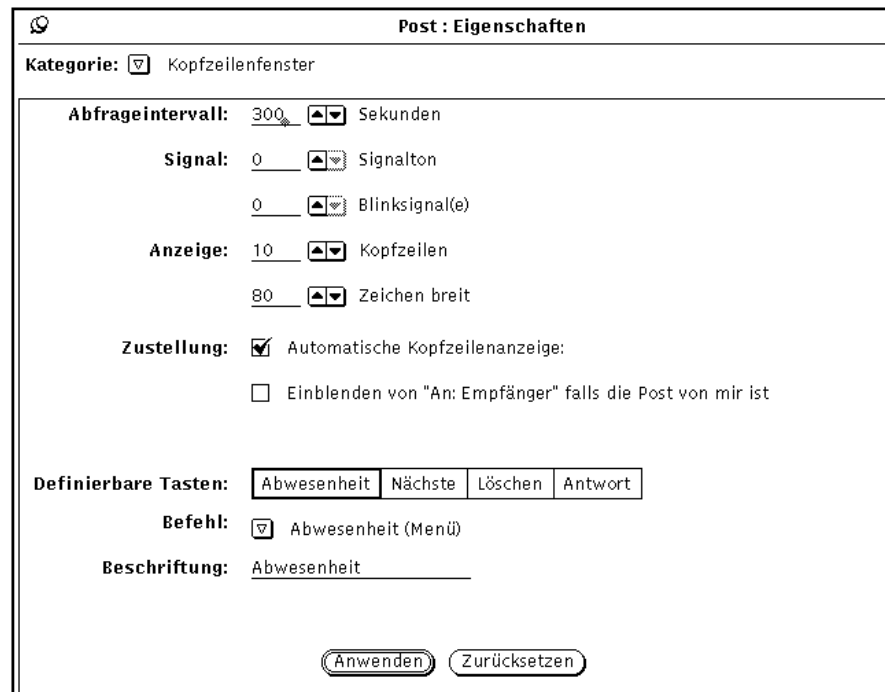 Post : Eigenschaften
Kategorie: Kopfzeilenfenster
Abfrageintervall: 300 Sekunden
Signal: 0 Signalton
0 Blinksignal(e)
Anzeige: 10 Kopfzeilen
80 Zeichen breit
Zustellung: Automatische Kopfzeilenanzeige:
Einblenden von "An: Empfänger" falls die Post von mir ist
Definierbare Tasten: Abwesenheit Nächste Löschen Antwort
Befehl: Abwesenheit (Menü)
Beschriftung: Abwesenheit
Anwenden Zurücksetzen